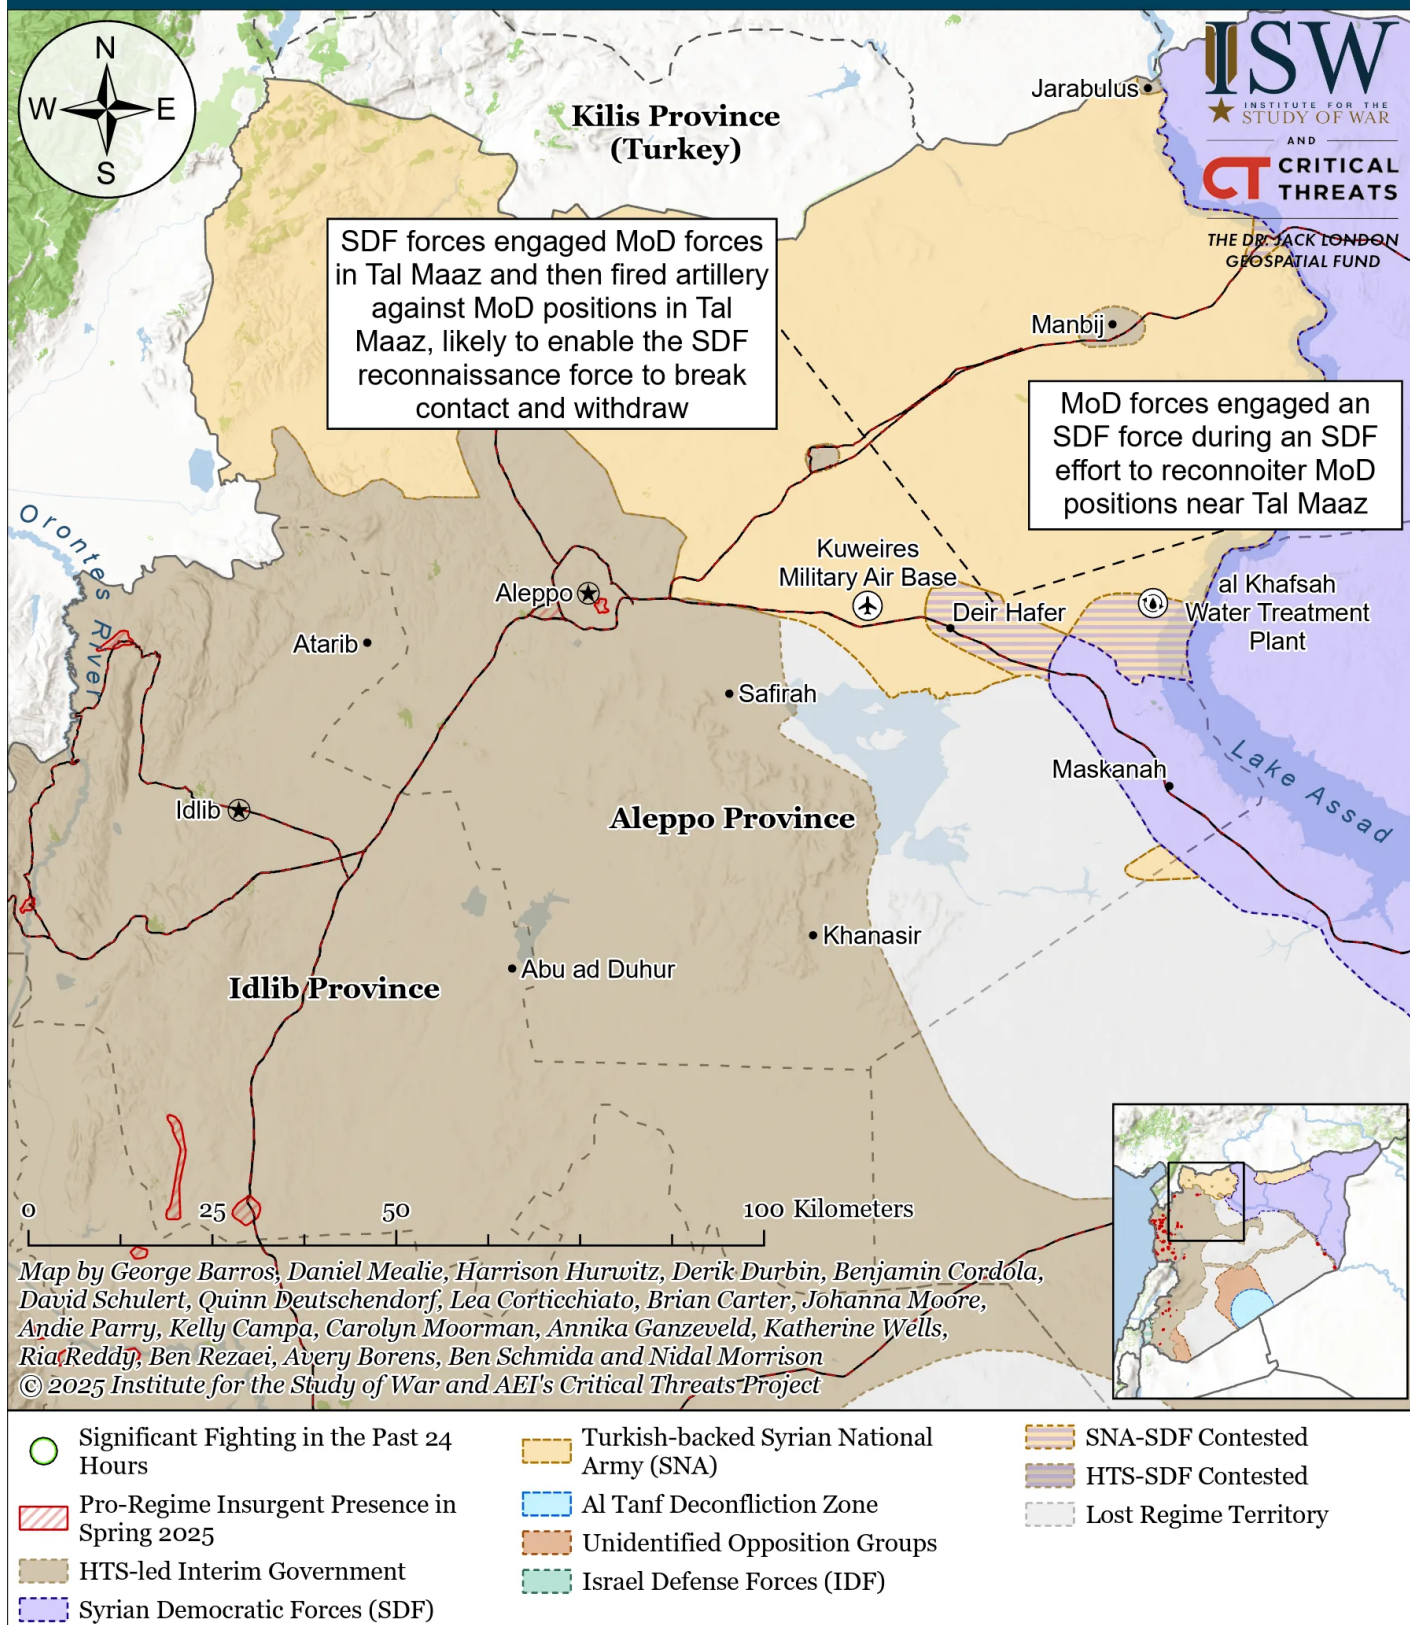 N
W
E
S
Kilis Province
(Turkey)
Jarabulus
ISW
INSTITUTE FOR THE
STUDY OF WAR
AND
CT CRITICAL
THREATS
THE DR. JACK LONDON
GEOSPATIAL FUND
SDF forces engaged MoD forces
in Tal Maaz and then fired artillery
against MoD positions in Tal
Maaz, likely to enable the SDF
reconnaissance force to break
contact and withdraw
Manbij
MoD forces engaged an
SDF force during an SDF
effort to reconnoiter MoD
positions near Tal Maaz
Orontes River
Kuweires
Military Air Base
Aleppo
Deir Hafer
al Khafsah
Water Treatment
Plant
Atarib
Safirah
Lake Assad
Maskanah
Idlib
Aleppo Province
Khanasir
Abu ad Duhur
Idlib Province
0 25 50 100 Kilometers
Map by George Barros, Daniel Mealie, Harrison Hurwitz, Derik Durbin, Benjamin Cordola,
David Schulert, Quinn Deutschendorf, Lea Corticchiato, Brian Carter, Johanna Moore,
Andie Parry, Kelly Campa, Carolyn Moorman, Annika Ganzeveld, Katherine Wells,
Ria Reddy, Ben Rezaei, Avery Borens, Ben Schmida and Nidal Morrison
© 2025 Institute for the Study of War and AEI's Critical Threats Project
Significant Fighting in the Past 24
Hours
Pro-Regime Insurgent Presence in
Spring 2025
HTS-led Interim Government
Syrian Democratic Forces (SDF)
Turkish-backed Syrian National
Army (SNA)
Al Tanf Deconfliction Zone
Unidentified Opposition Groups
Israel Defense Forces (IDF)
SNA-SDF Contested
HTS-SDF Contested
Lost Regime Territory